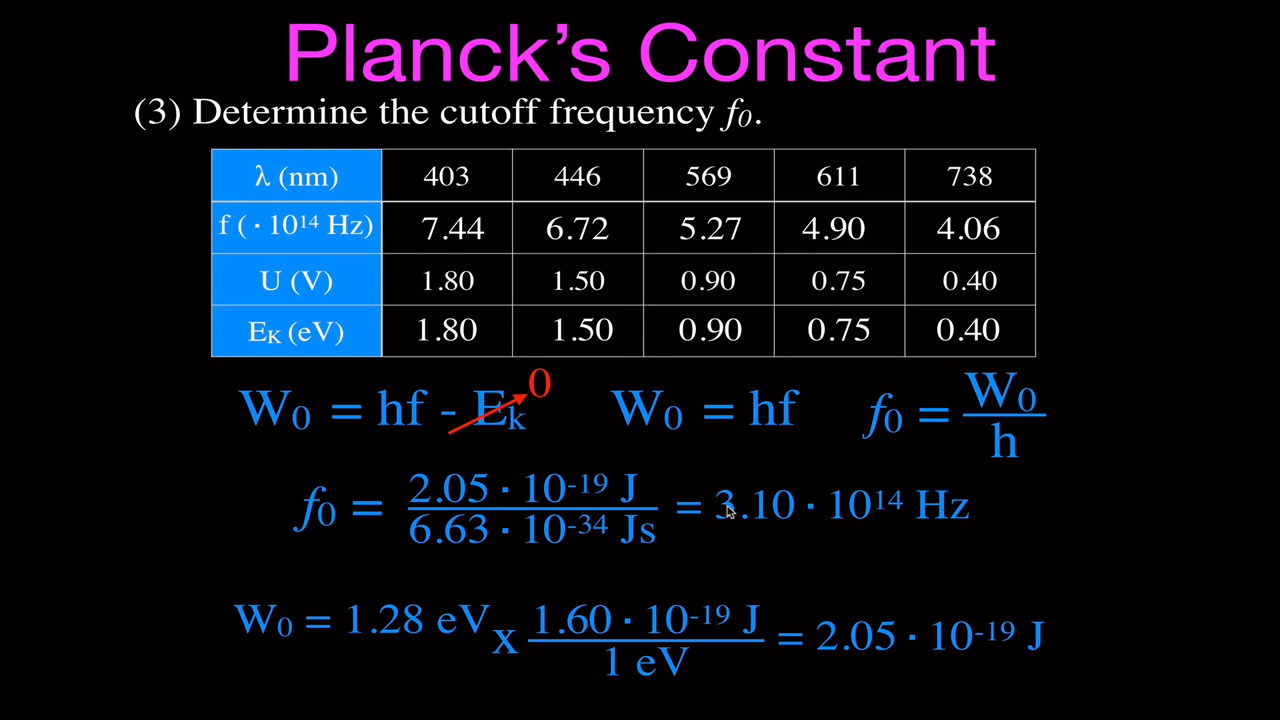 Planck's Constant
(3) Determine the cutoff frequency f₀.
λ (nm) 403 446 569 611 738
f ( · 10¹⁴ Hz) 7.44 6.72 5.27 4.90 4.06
U (V) 1.80 1.50 0.90 0.75 0.40
Eₖ (eV) 1.80 1.50 0.90 0.75 0.40
W₀ = hf - Eₖ 0 W₀ = hf f₀ = W₀ / h
f₀ = 2.05 · 10⁻¹⁹ J / 6.63 · 10⁻³⁴ Js = 3.10 · 10¹⁴ Hz
W₀ = 1.28 eV x 1.60 · 10⁻¹⁹ J / 1 eV = 2.05 · 10⁻¹⁹ J